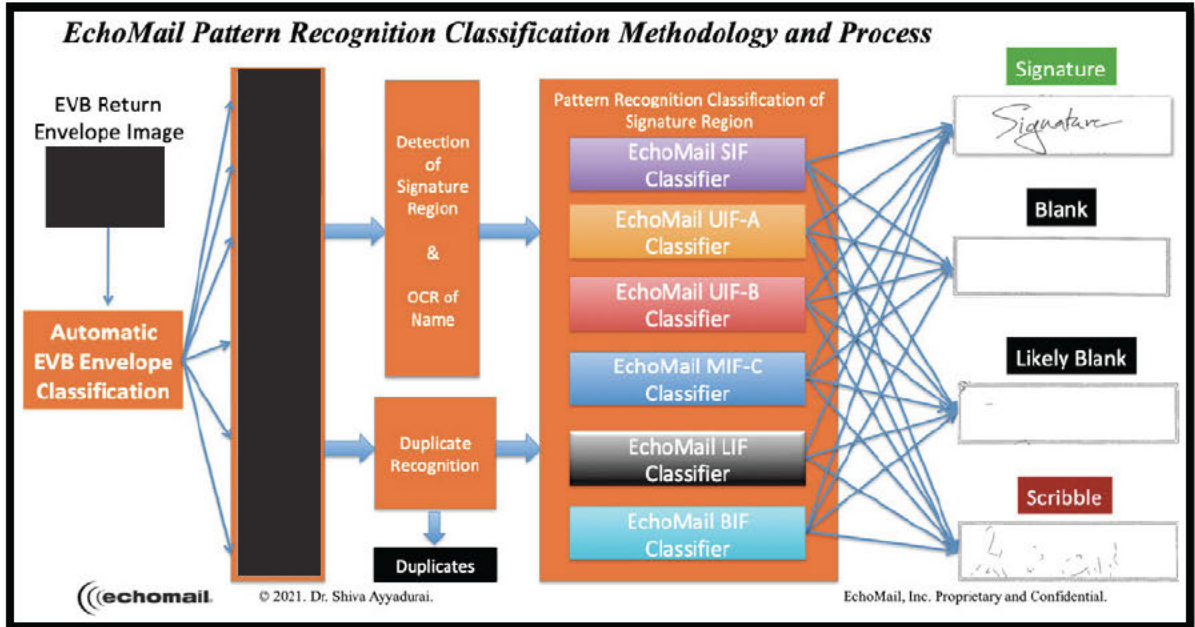 EchoMail Pattern Recognition Classification Methodology and Process
EVB Return
Envelope Image
Automatic
EVB Envelope
Classification
Detection
of
Signature
Region
&
OCR of
Name
Duplicate
Recognition
Duplicates
Pattern Recognition Classification of
Signature Region
EchoMail SIF
Classifier
EchoMail UIF-A
Classifier
EchoMail UIF-B
Classifier
EchoMail MIF-C
Classifier
EchoMail LIF
Classifier
EchoMail BIF
Classifier
Signature
Signature
Blank
Likely Blank
Scribble
echomail
© 2021. Dr. Shiva Ayyadurai.
EchoMail, Inc. Proprietary and Confidential.